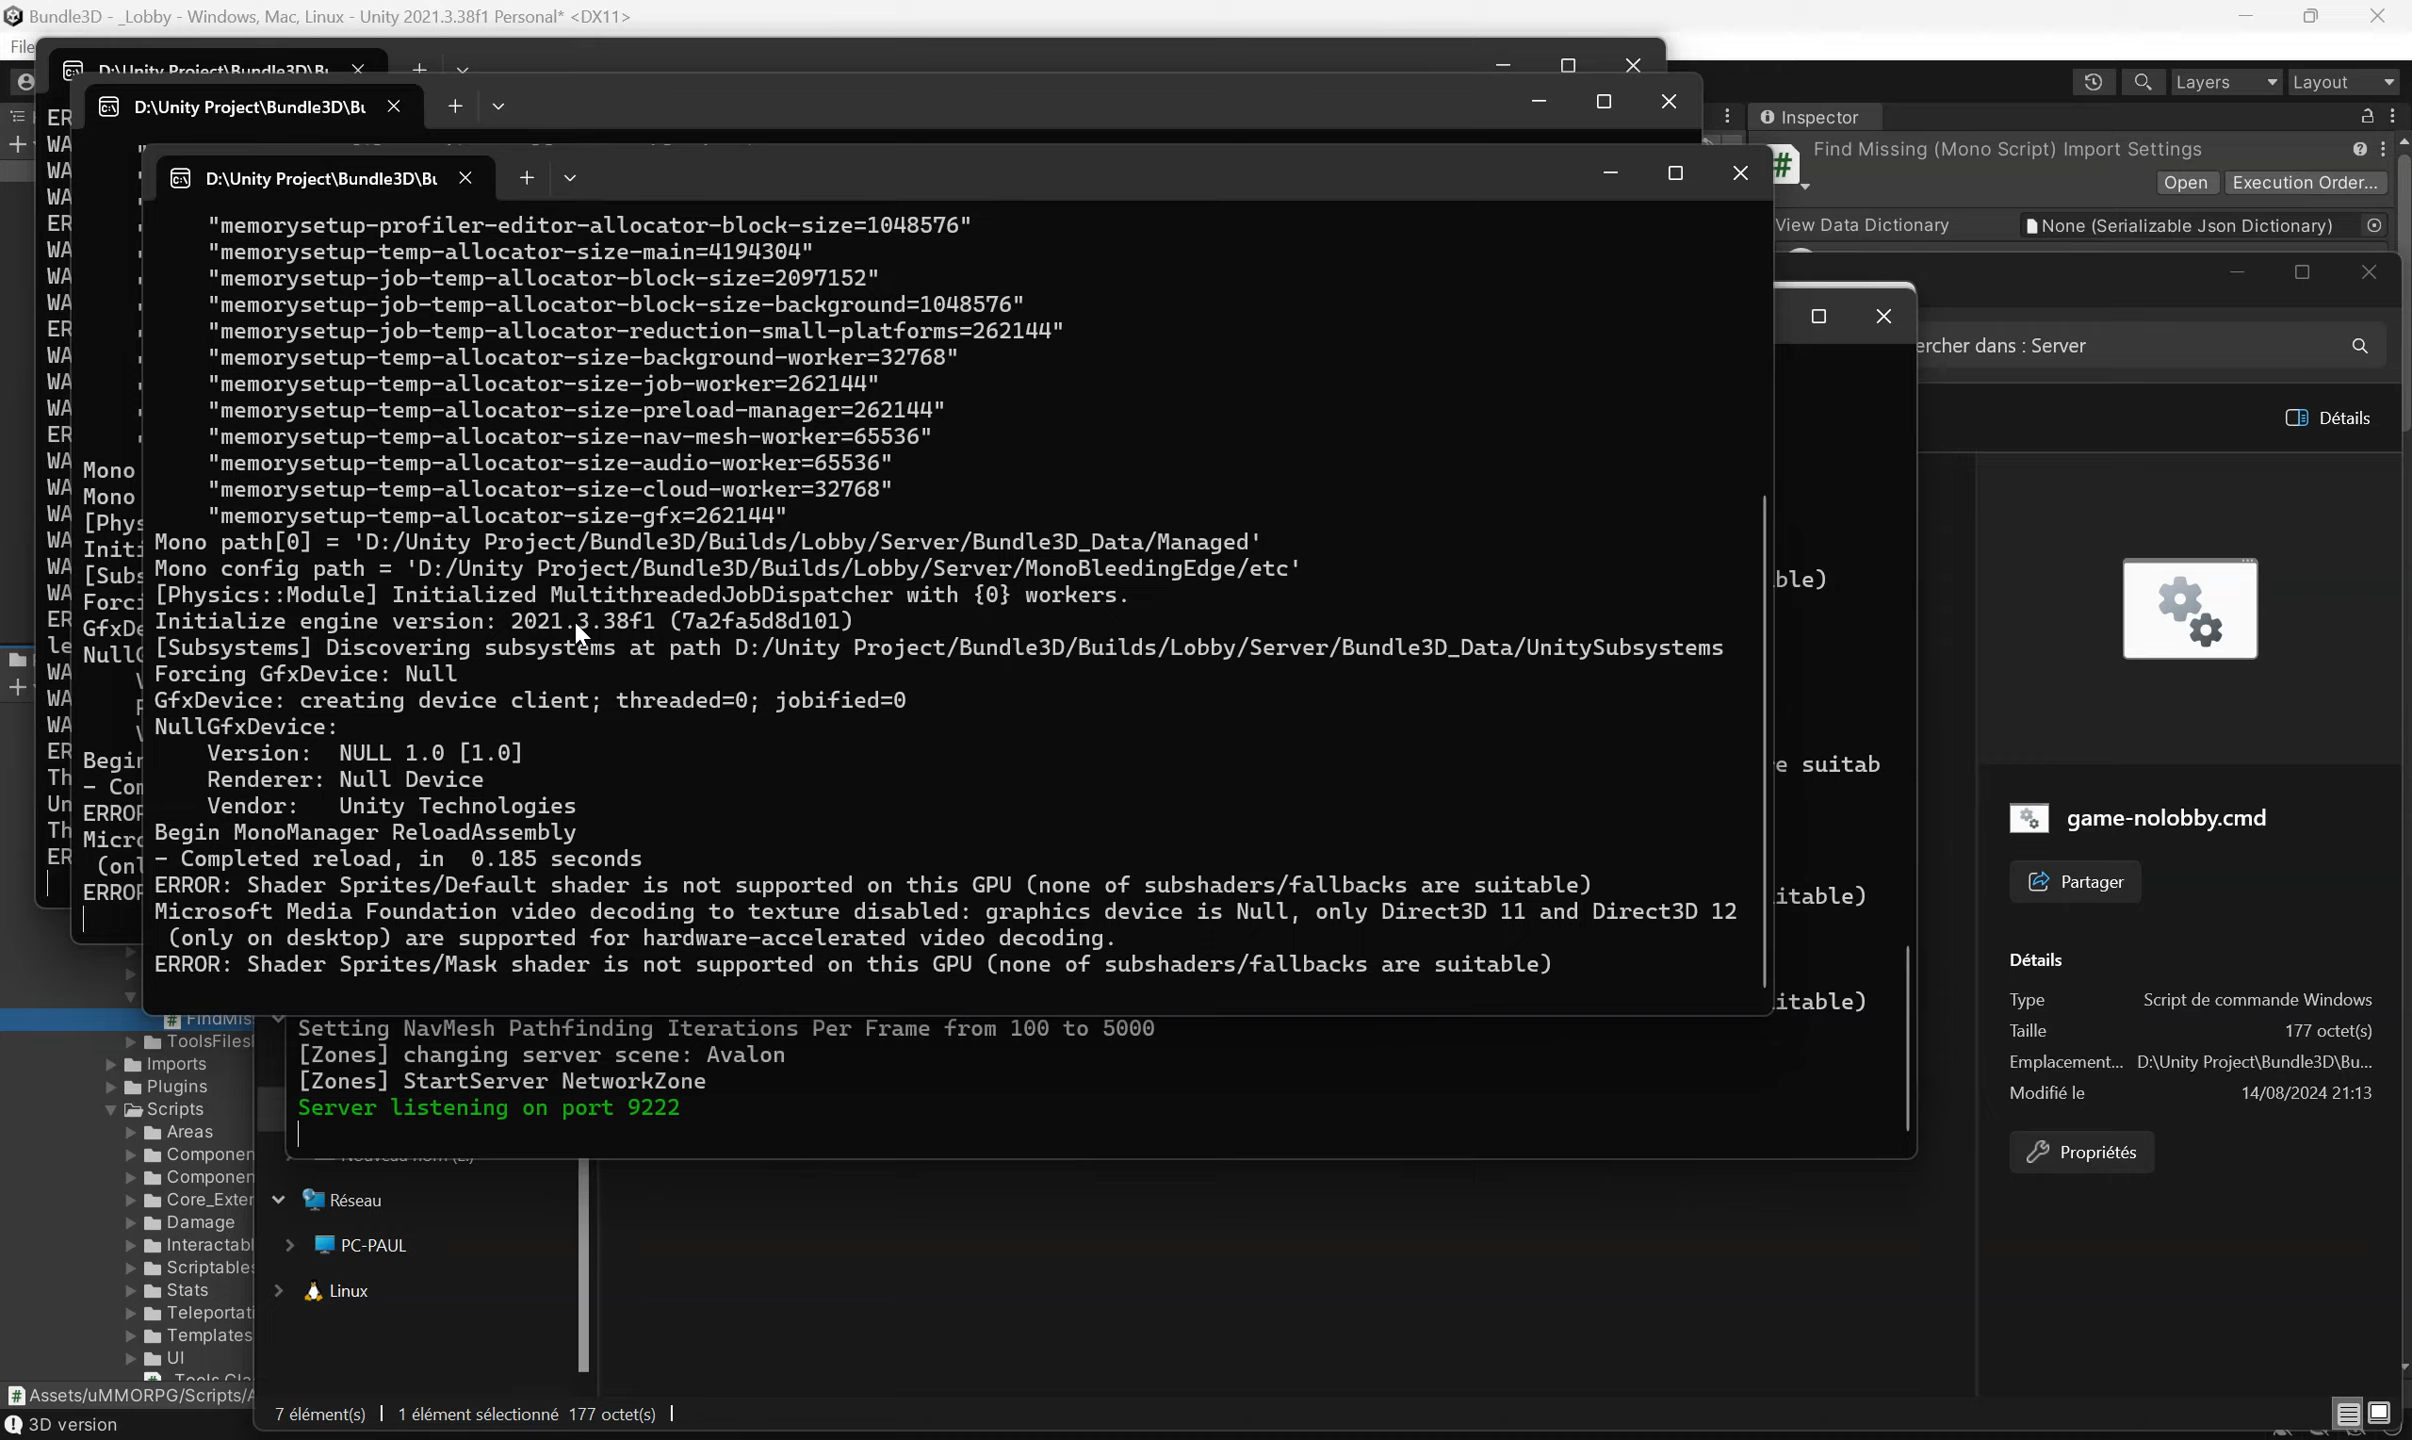 Bundle3D - _Lobby - Windows, Mac, Linux - Unity 2021.3.38f1 Personal* <DX11>
File
D:\Unity Project\Bundle3D\Bu
D:\Unity Project\Bundle3D\Bu
D:\Unity Project\Bundle3D\Bu
Layers
Layout
Inspector
Find Missing (Mono Script) Import Settings
Open
Execution Order...
View Data Dictionary
None (Serializable Json Dictionary)
"memorysetup-profiler-editor-allocator-block-size=1048576"
"memorysetup-temp-allocator-size-main=4194304"
"memorysetup-job-temp-allocator-block-size=2097152"
"memorysetup-job-temp-allocator-block-size-background=1048576"
"memorysetup-job-temp-allocator-reduction-small-platforms=262144"
"memorysetup-temp-allocator-size-background-worker=32768"
"memorysetup-temp-allocator-size-job-worker=262144"
"memorysetup-temp-allocator-size-preload-manager=262144"
"memorysetup-temp-allocator-size-nav-mesh-worker=65536"
"memorysetup-temp-allocator-size-audio-worker=65536"
"memorysetup-temp-allocator-size-cloud-worker=32768"
"memorysetup-temp-allocator-size-gfx=262144"
Mono path[0] = 'D:/Unity Project/Bundle3D/Builds/Lobby/Server/Bundle3D_Data/Managed'
Mono config path = 'D:/Unity Project/Bundle3D/Builds/Lobby/Server/MonoBleedingEdge/etc'
[Physics::Module] Initialized MultithreadedJobDispatcher with {0} workers.
Initialize engine version: 2021.3.38f1 (7a2fa5d8d101)
[Subsystems] Discovering subsystems at path D:/Unity Project/Bundle3D/Builds/Lobby/Server/Bundle3D_Data/UnitySubsystems
Forcing GfxDevice: Null
GfxDevice: creating device client; threaded=0; jobified=0
NullGfxDevice:
Version: NULL 1.0 [1.0]
Renderer: Null Device
Vendor: Unity Technologies
Begin MonoManager ReloadAssembly
- Completed reload, in 0.185 seconds
ERROR: Shader Sprites/Default shader is not supported on this GPU (none of subshaders/fallbacks are suitable)
Microsoft Media Foundation video decoding to texture disabled: graphics device is Null, only Direct3D 11 and Direct3D 12
(only on desktop) are supported for hardware-accelerated video decoding.
ERROR: Shader Sprites/Mask shader is not supported on this GPU (none of subshaders/fallbacks are suitable)
Setting NavMesh Pathfinding Iterations Per Frame from 100 to 5000
[Zones] changing server scene: Avalon
[Zones] StartServer NetworkZone
Server listening on port 9222
ble)
e suitab
itable)
itable)
ercher dans : Server
Détails
game-nolobby.cmd
Partager
Détails
Type Script de commande Windows
Taille 177 octet(s)
Emplacement... D:\Unity Project\Bundle3D\Bu...
Modifié le 14/08/2024 21:13
Propriétés
FindMiss
ToolsFiles
Imports
Plugins
Scripts
Areas
Componen
Componen
Core_Exter
Damage
Interactabl
Scriptables
Stats
Teleportati
Templates
UI
Réseau
PC-PAUL
Linux
Assets/uMMORPG/Scripts/A
3D version
7 élément(s)
1 élément sélectionné 177 octet(s)